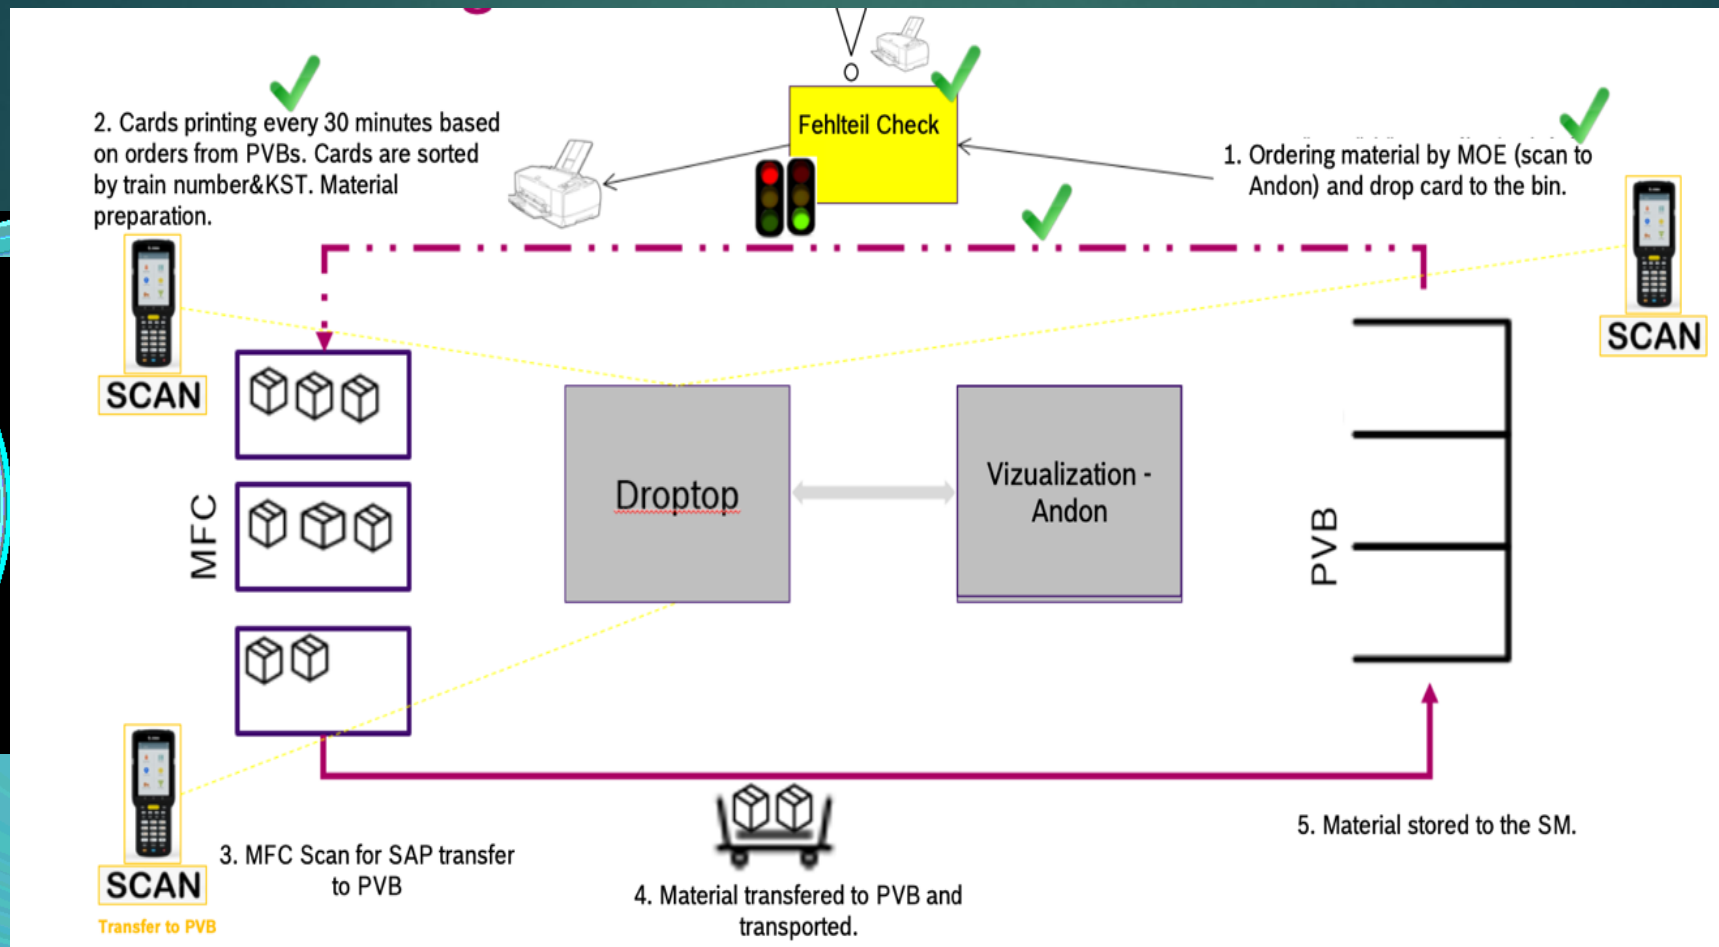 2. Cards printing every 30 minutes based
on orders from PVBs. Cards are sorted
by train number&KST. Material
preparation.
Fehlteil Check
1. Ordering material by MOE (scan to
Andon) and drop card to the bin.
SCAN
SCAN
MFC
Droptop
Vizualization -
Andon
PVB
SCAN
Transfer to PVB
3. MFC Scan for SAP transfer
to PVB
4. Material transfered to PVB and
transported.
5. Material stored to the SM.